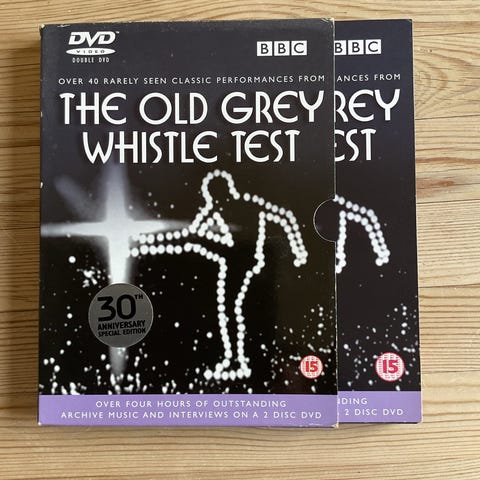 DVD
VIDEO
DOUBLE DVD
BBC
OVER 40 RARELY SEEN CLASSIC PERFORMANCES FROM
THE OLD GREY
WHISTLE TEST
30TH
ANNIVERSARY
SPECIAL EDITION
15
OVER FOUR HOURS OF OUTSTANDING
ARCHIVE MUSIC AND INTERVIEWS ON A 2 DISC DVD
BBC
ANCES FROM
REY
EST
15
NDING
2 DISC DVD